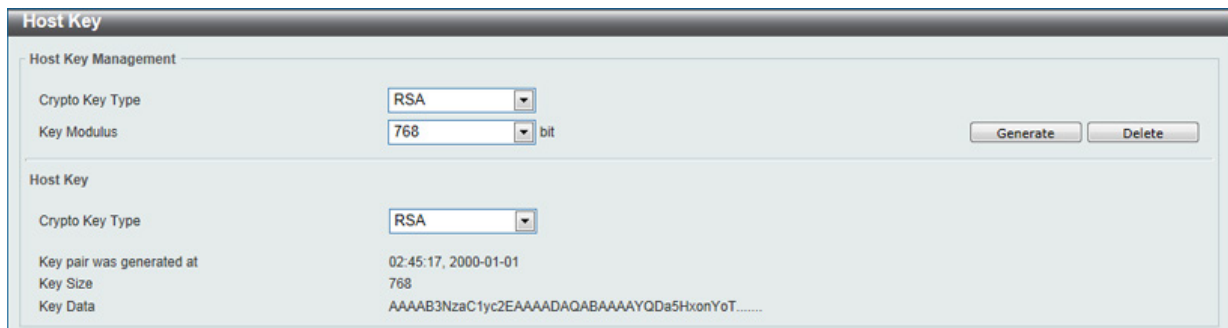 Host Key
Host Key Management
Crypto Key Type RSA
Key Modulus 768 bit Generate Delete
Host Key
Crypto Key Type RSA
Key pair was generated at 02:45:17, 2000-01-01
Key Size 768
Key Data AAAAB3NzaC1yc2EAAAADAQABAAAAYQDa5HxonYoT.......